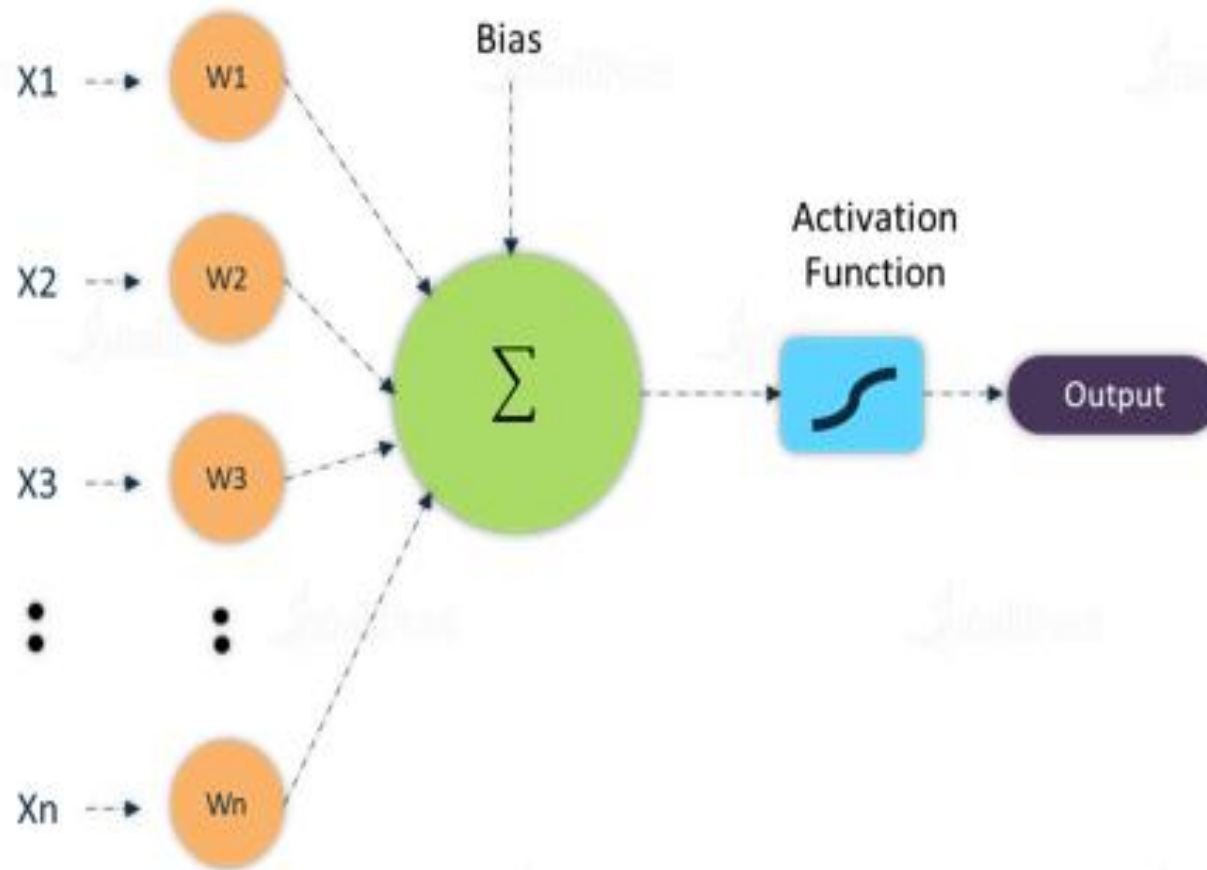 Bias
X1
W1
Activation
Function
X2
W2
∑
Output
X3
W3
Xn
Wn